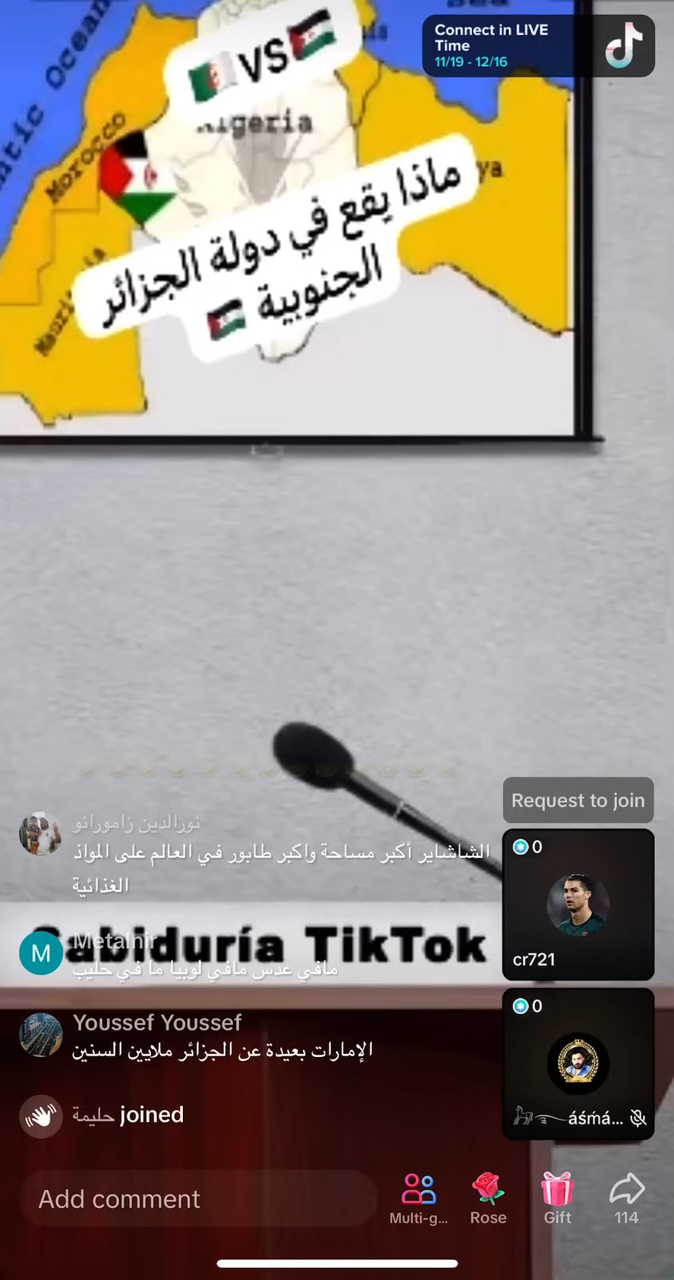 Connect in LIVE
Time
11/19 - 12/16
VS
Morocco
ماذا يقع في دولة الجزائر
الجنوبية
Request to join
نورالدين زامورانو
الشاشاير أكبر مساحة واكبر طابور في العالم على المواد
الغذائية
0
cr721
Sabiduría TikTok
M
Metalhir
مافي عدس مافي لوبيا ما في حليب
0
Youssef Youssef
الإمارات بعيدة عن الجزائر ملايين السنين
حليمة joined
Add comment
Multi-g...
Rose
Gift
114